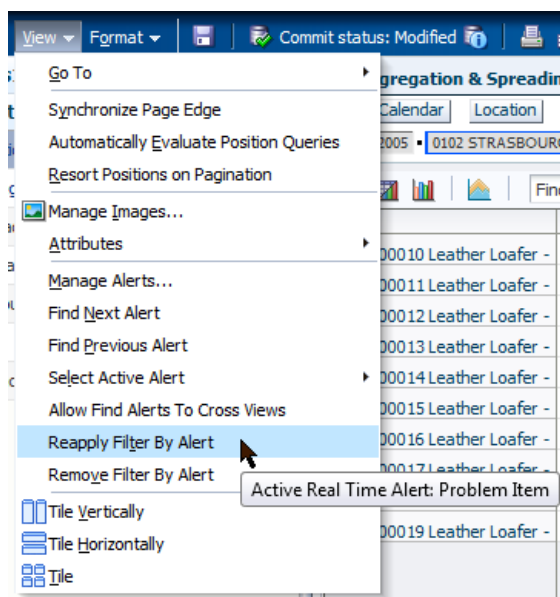 View Format Commit status: Modified
Go To
Synchronize Page Edge
Automatically Evaluate Position Queries
Resort Positions on Pagination
Manage Images...
Attributes
Manage Alerts...
Find Next Alert
Find Previous Alert
Select Active Alert
Allow Find Alerts To Cross Views
Reapply Filter By Alert
Remove Filter By Alert
Tile Vertically
Tile Horizontally
Tile
Active Real Time Alert: Problem Item
gregation & Spreadin
Calendar Location
2005 0102 STRASBOURG
Fin
00010 Leather Loafer -
00011 Leather Loafer -
00012 Leather Loafer -
00013 Leather Loafer -
00014 Leather Loafer -
00015 Leather Loafer -
00016 Leather Loafer -
00017 Leather Loafer -
00019 Leather Loafer -